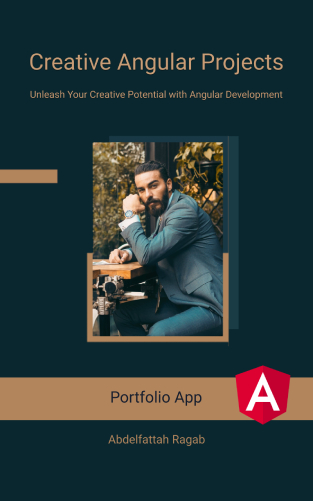 Creative Angular Projects
Unleash Your Creative Potential with Angular Development
Portfolio App
A
Abdelfattah Ragab